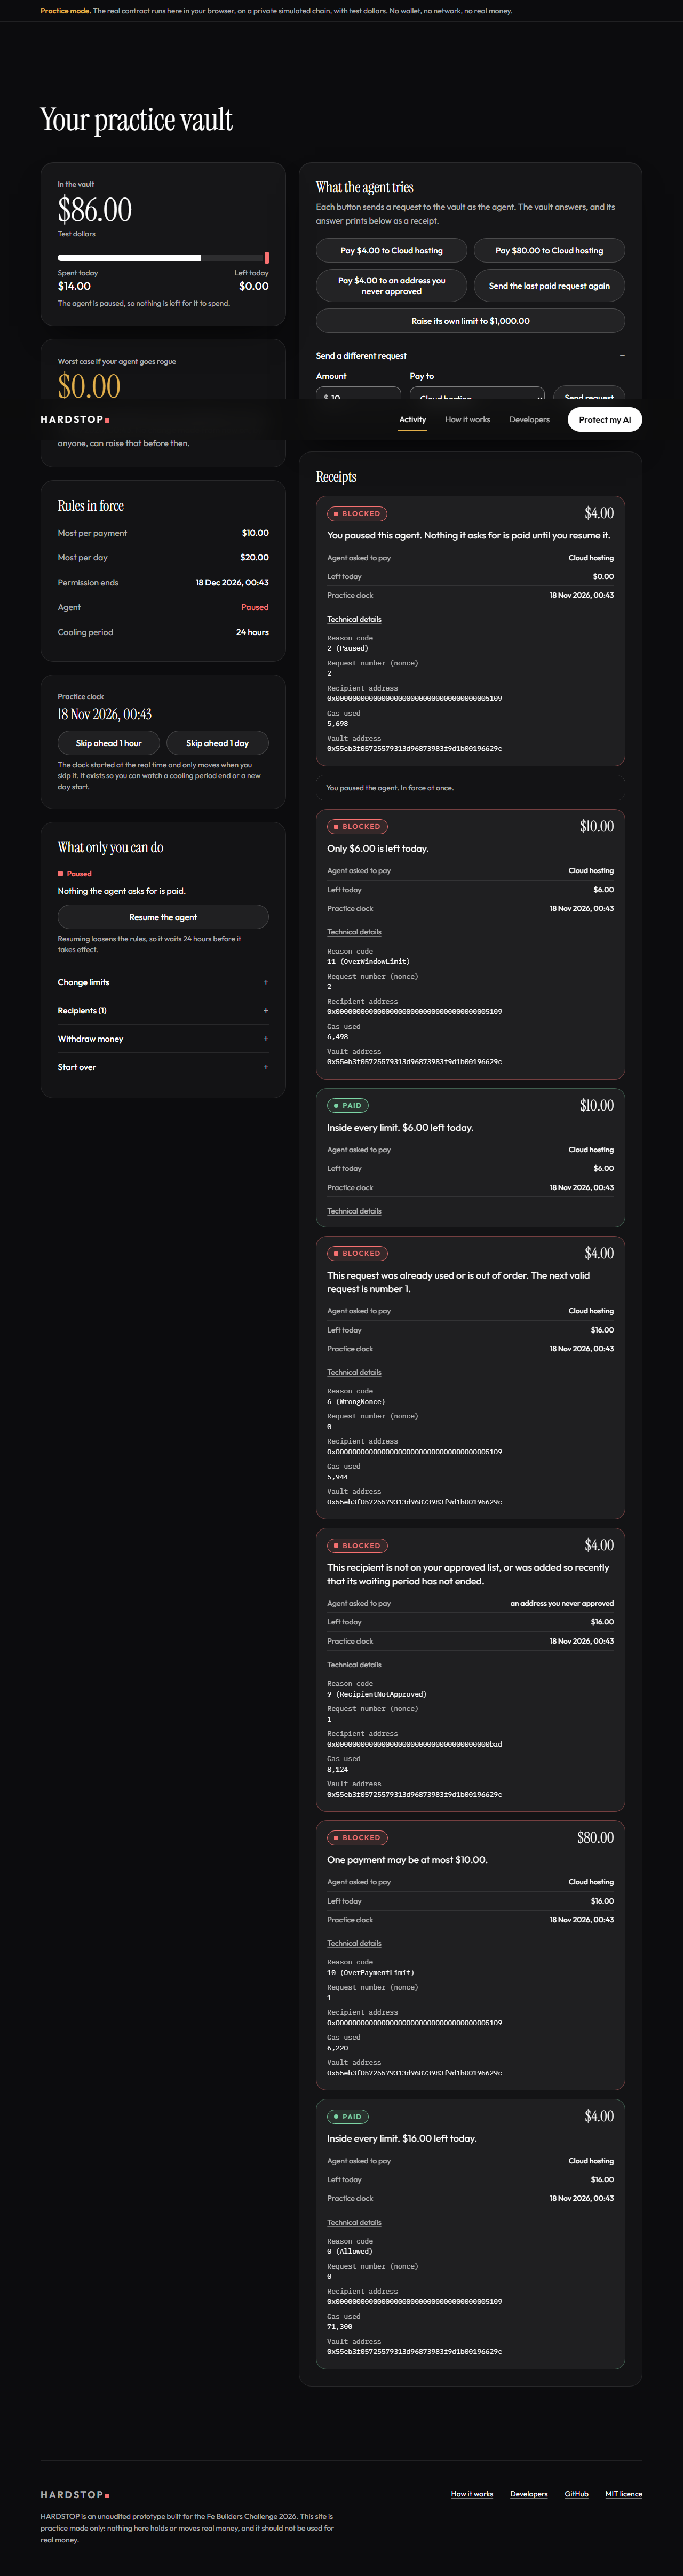 Practice mode. The real contract runs here in your browser, on a private simulated chain, with test dollars. No wallet, no network, no real money.
Your practice vault
In the vault
$86.00
Test dollars
Spent today
Left today
$14.00
$0.00
The agent is paused, so nothing is left for it to spend.
Worst case if your agent goes rogue
$0.00
anyone, can raise that before then.
Rules in force
Most per payment
$10.00
Most per day
$20.00
Permission ends
18 Dec 2026, 00:43
Agent
Paused
Cooling period
24 hours
Practice clock
18 Nov 2026, 00:43
Skip ahead 1 hour
Skip ahead 1 day
The clock started at the real time and only moves when you
skip it. It exists so you can watch a cooling period end or a new
day start.
What only you can do
Paused
Nothing the agent asks for is paid.
Resume the agent
Resuming loosens the rules, so it waits 24 hours before it
takes effect.
Change limits
+
Recipients (1)
+
Withdraw money
+
Start over
+
What the agent tries
Each button sends a request to the vault as the agent. The vault answers, and its
answer prints below as a receipt.
Pay $4.00 to Cloud hosting
Pay $80.00 to Cloud hosting
Pay $4.00 to an address you
never approved
Send the last paid request again
Raise its own limit to $1,000.00
Send a different request
−
Amount
Pay to
$ 10
Cloud hosting
Send request
HARDSTOP
Activity
How it works
Developers
Protect my AI
Receipts
BLOCKED
$4.00
You paused this agent. Nothing it asks for is paid until you resume it.
Agent asked to pay
Cloud hosting
Left today
$0.00
Practice clock
18 Nov 2026, 00:43
Technical details
Reason code
2 (Paused)
Request number (nonce)
2
Recipient address
0x0000000000000000000000000000000000005109
Gas used
5,698
Vault address
0x55eb3f05725579313d96873983f9d1b00196629c
You paused the agent. In force at once.
BLOCKED
$10.00
Only $6.00 is left today.
Agent asked to pay
Cloud hosting
Left today
$6.00
Practice clock
18 Nov 2026, 00:43
Technical details
Reason code
11 (OverWindowLimit)
Request number (nonce)
2
Recipient address
0x0000000000000000000000000000000000005109
Gas used
6,498
Vault address
0x55eb3f05725579313d96873983f9d1b00196629c
PAID
$10.00
Inside every limit. $6.00 left today.
Agent asked to pay
Cloud hosting
Left today
$6.00
Practice clock
18 Nov 2026, 00:43
Technical details
BLOCKED
$4.00
This request was already used or is out of order. The next valid
request is number 1.
Agent asked to pay
Cloud hosting
Left today
$16.00
Practice clock
18 Nov 2026, 00:43
Technical details
Reason code
6 (WrongNonce)
Request number (nonce)
0
Recipient address
0x0000000000000000000000000000000000005109
Gas used
5,944
Vault address
0x55eb3f05725579313d96873983f9d1b00196629c
BLOCKED
$4.00
This recipient is not on your approved list, or was added so recently
that its waiting period has not ended.
Agent asked to pay
an address you never approved
Left today
$16.00
Practice clock
18 Nov 2026, 00:43
Technical details
Reason code
9 (RecipientNotApproved)
Request number (nonce)
1
Recipient address
0x0000000000000000000000000000000000000bad
Gas used
8,124
Vault address
0x55eb3f05725579313d96873983f9d1b00196629c
BLOCKED
$80.00
One payment may be at most $10.00.
Agent asked to pay
Cloud hosting
Left today
$16.00
Practice clock
18 Nov 2026, 00:43
Technical details
Reason code
10 (OverPaymentLimit)
Request number (nonce)
1
Recipient address
0x0000000000000000000000000000000000005109
Gas used
6,220
Vault address
0x55eb3f05725579313d96873983f9d1b00196629c
PAID
$4.00
Inside every limit. $16.00 left today.
Agent asked to pay
Cloud hosting
Left today
$16.00
Practice clock
18 Nov 2026, 00:43
Technical details
Reason code
0 (Allowed)
Request number (nonce)
0
Recipient address
0x0000000000000000000000000000000000005109
Gas used
71,300
Vault address
0x55eb3f05725579313d96873983f9d1b00196629c
HARDSTOP
How it works
Developers
GitHub
MIT licence
HARDSTOP is an unaudited prototype built for the Fe Builders Challenge 2026. This site is
practice mode only: nothing here holds or moves real money, and it should not be used for
real money.